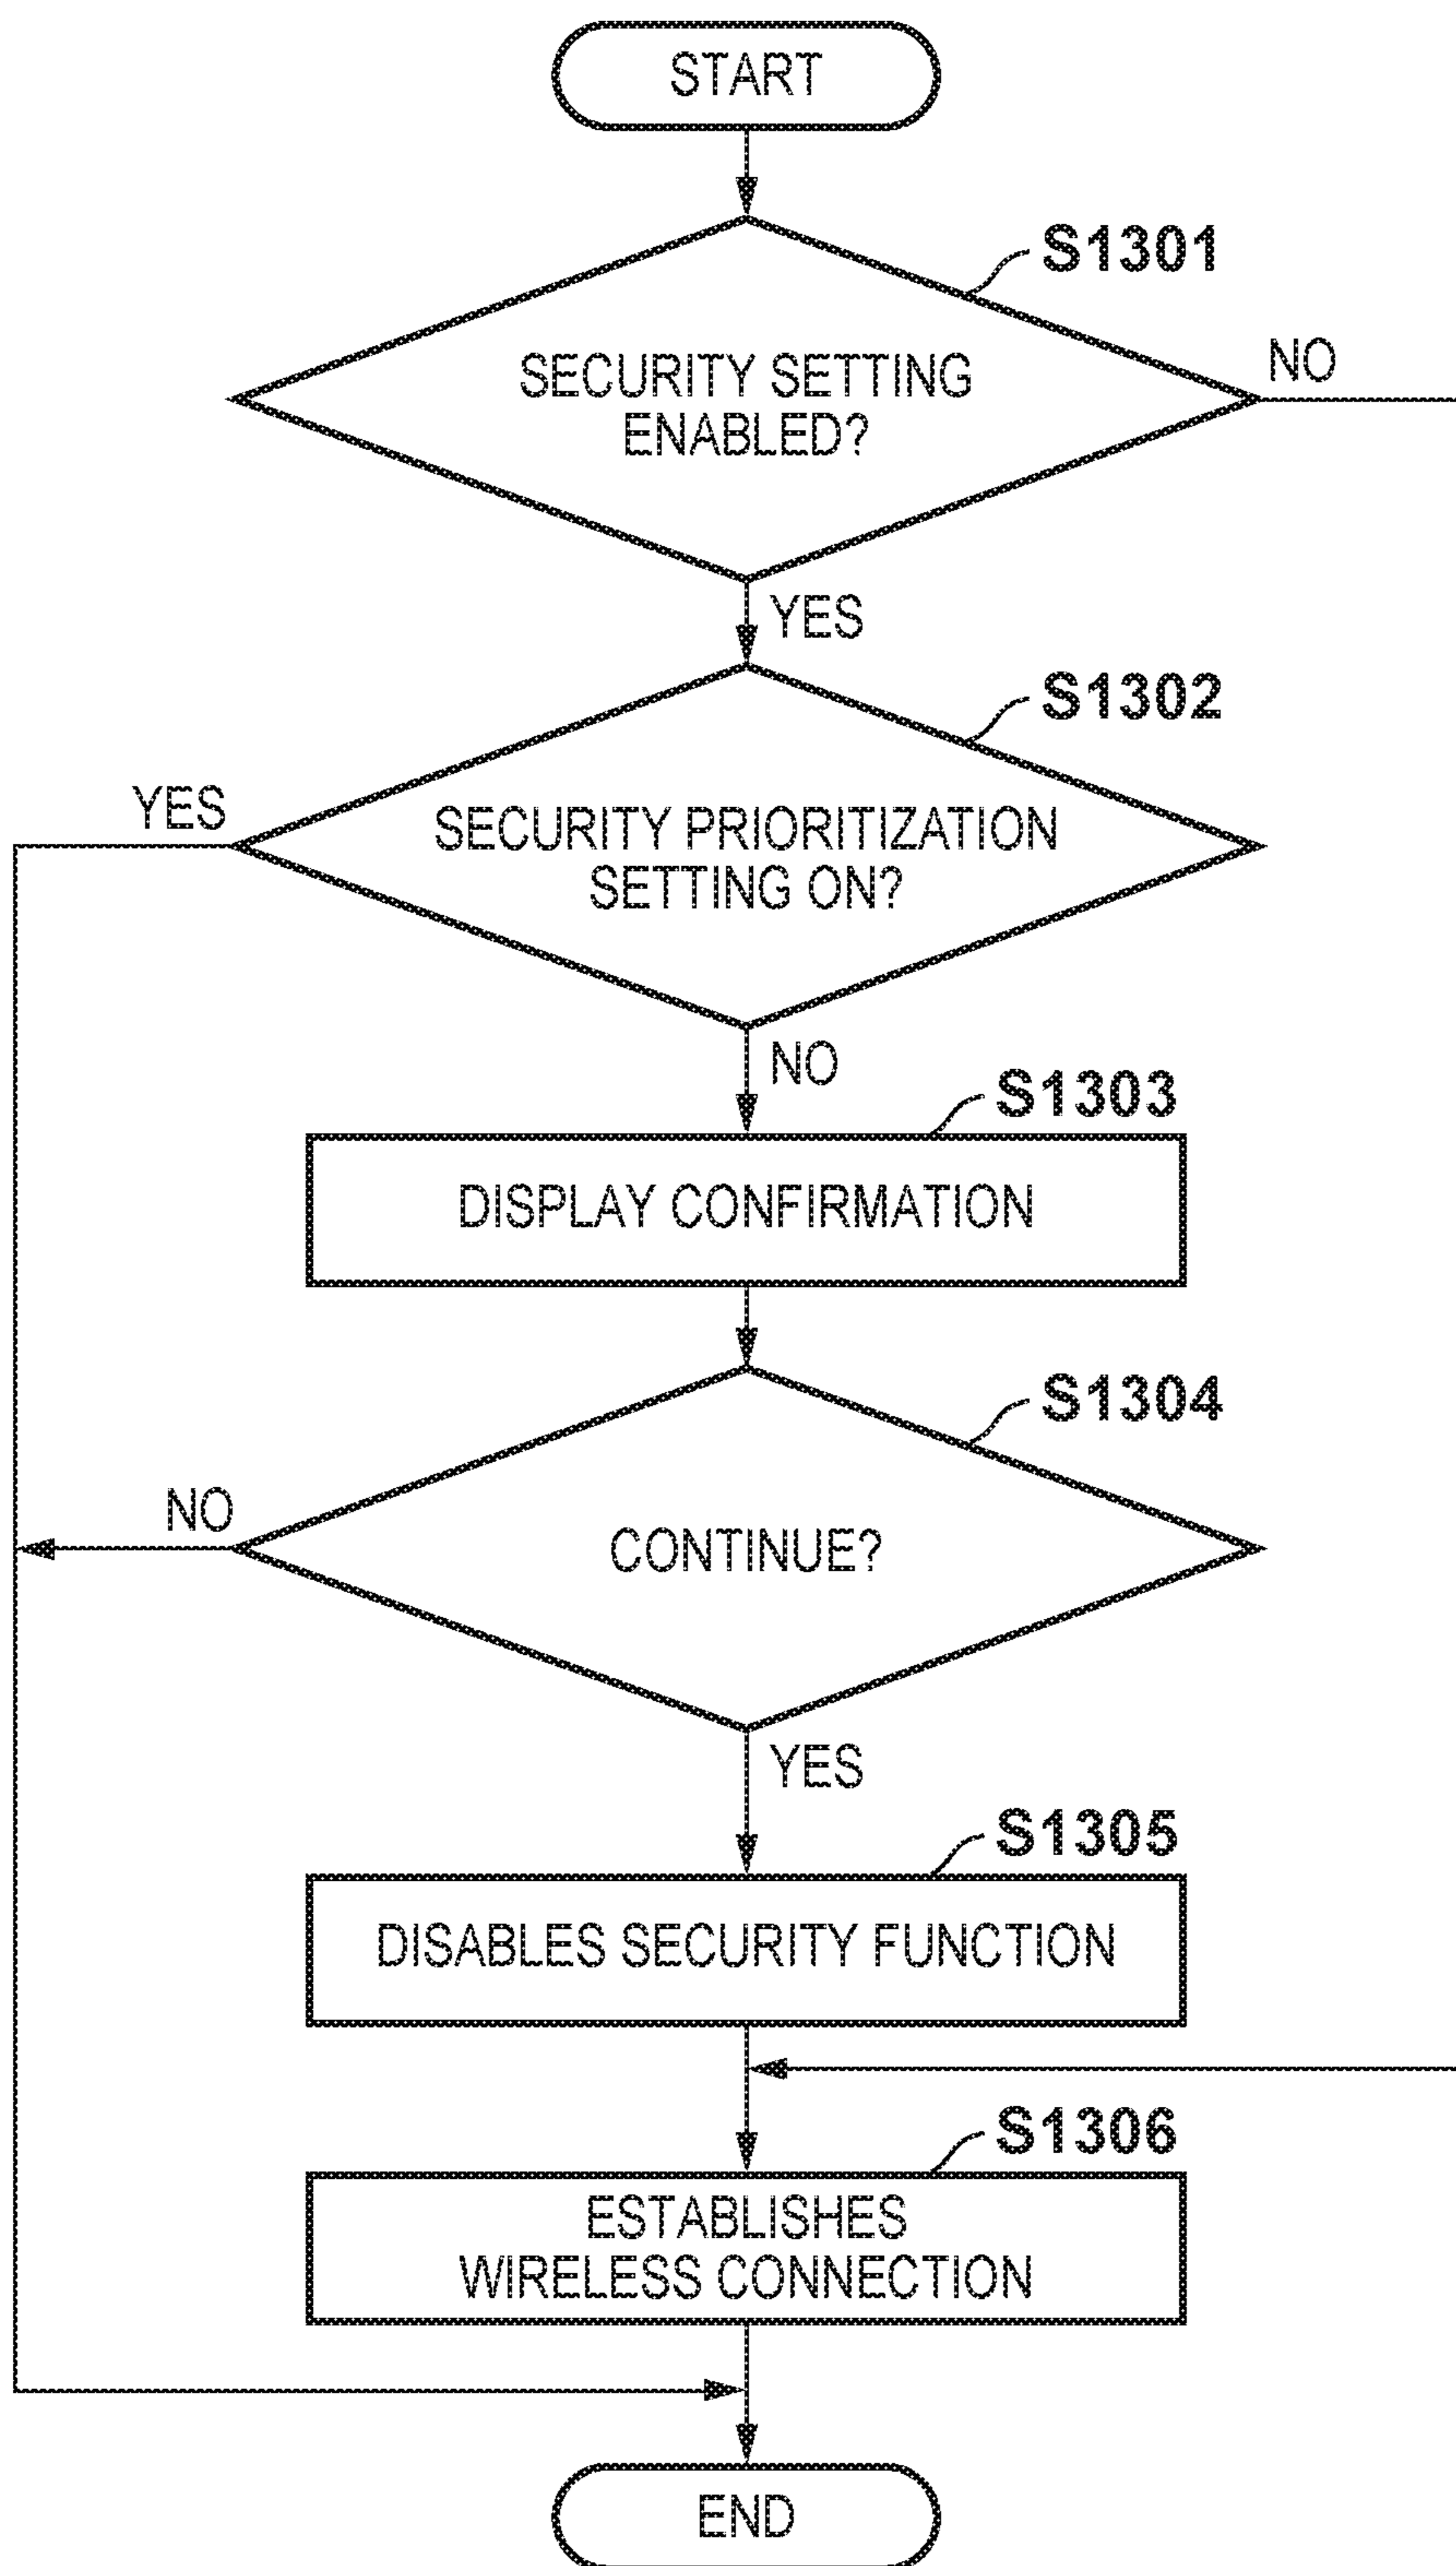 START
S1301
SECURITY SETTING
ENABLED?
NO
YES
S1302
YES
SECURITY PRIORITIZATION
SETTING ON?
NO
S1303
DISPLAY CONFIRMATION
S1304
NO
CONTINUE?
YES
S1305
DISABLES SECURITY FUNCTION
S1306
ESTABLISHES
WIRELESS CONNECTION
END